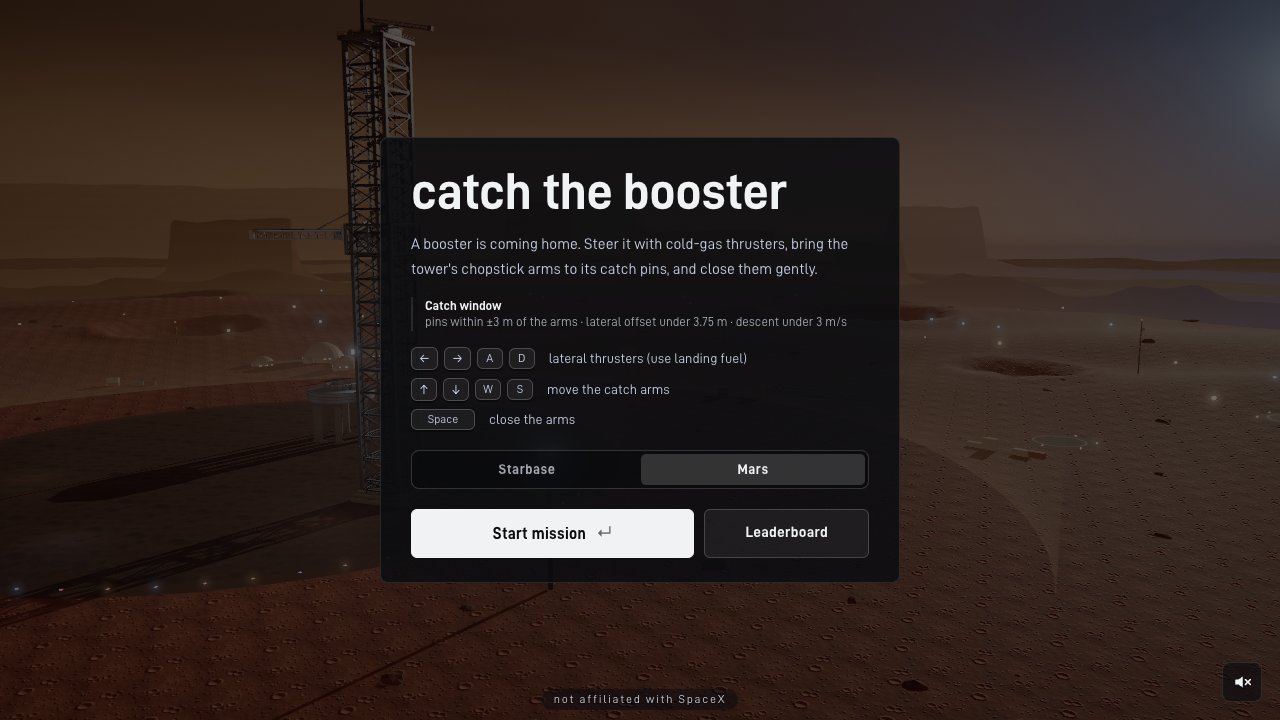 catch the booster
A booster is coming home. Steer it with cold-gas thrusters, bring the
tower's chopstick arms to its catch pins, and close them gently.
Catch window
pins within ±3 m of the arms · lateral offset under 3.75 m · descent under 3 m/s
← → A D lateral thrusters (use landing fuel)
↑ ↓ W S move the catch arms
Space close the arms
Starbase Mars
Start mission ↵ Leaderboard
not affiliated with SpaceX